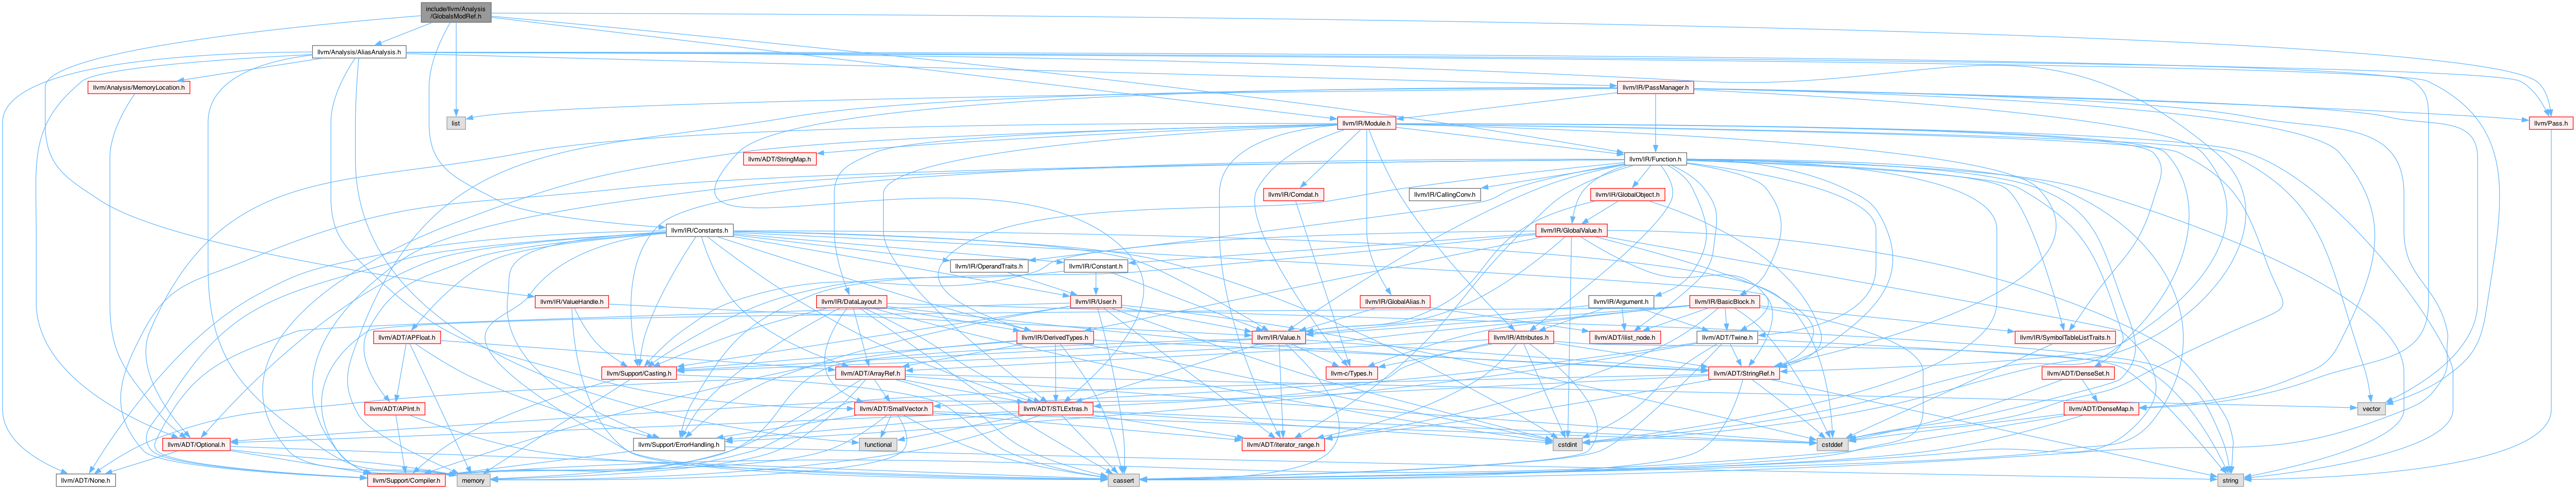 include/llvm/Analysis
/GlobalsModRef.h
llvm/Analysis/AliasAnalysis.h
llvm/Analysis/MemoryLocation.h
llvm/IR/PassManager.h
list
llvm/IR/Module.h
llvm/Pass.h
llvm/ADT/StringMap.h
llvm/IR/Function.h
llvm/IR/Comdat.h
llvm/IR/CallingConv.h
llvm/IR/GlobalObject.h
llvm/IR/Constants.h
llvm/IR/GlobalValue.h
llvm/IR/OperandTraits.h
llvm/IR/Constant.h
llvm/IR/ValueHandle.h
llvm/IR/DataLayout.h
llvm/IR/User.h
llvm/IR/GlobalAlias.h
llvm/IR/Argument.h
llvm/IR/BasicBlock.h
llvm/ADT/APFloat.h
llvm/IR/DerivedTypes.h
llvm/IR/Value.h
llvm/IR/Attributes.h
llvm/ADT/ilist_node.h
llvm/ADT/Twine.h
llvm/IR/SymbolTableListTraits.h
llvm/Support/Casting.h
llvm/ADT/ArrayRef.h
llvm-c/Types.h
llvm/ADT/StringRef.h
llvm/ADT/DenseSet.h
llvm/ADT/APInt.h
llvm/ADT/SmallVector.h
llvm/ADT/STLExtras.h
llvm/ADT/DenseMap.h
vector
llvm/ADT/Optional.h
llvm/Support/ErrorHandling.h
functional
llvm/ADT/iterator_range.h
cstdint
cstddef
llvm/ADT/None.h
llvm/Support/Compiler.h
memory
cassert
string